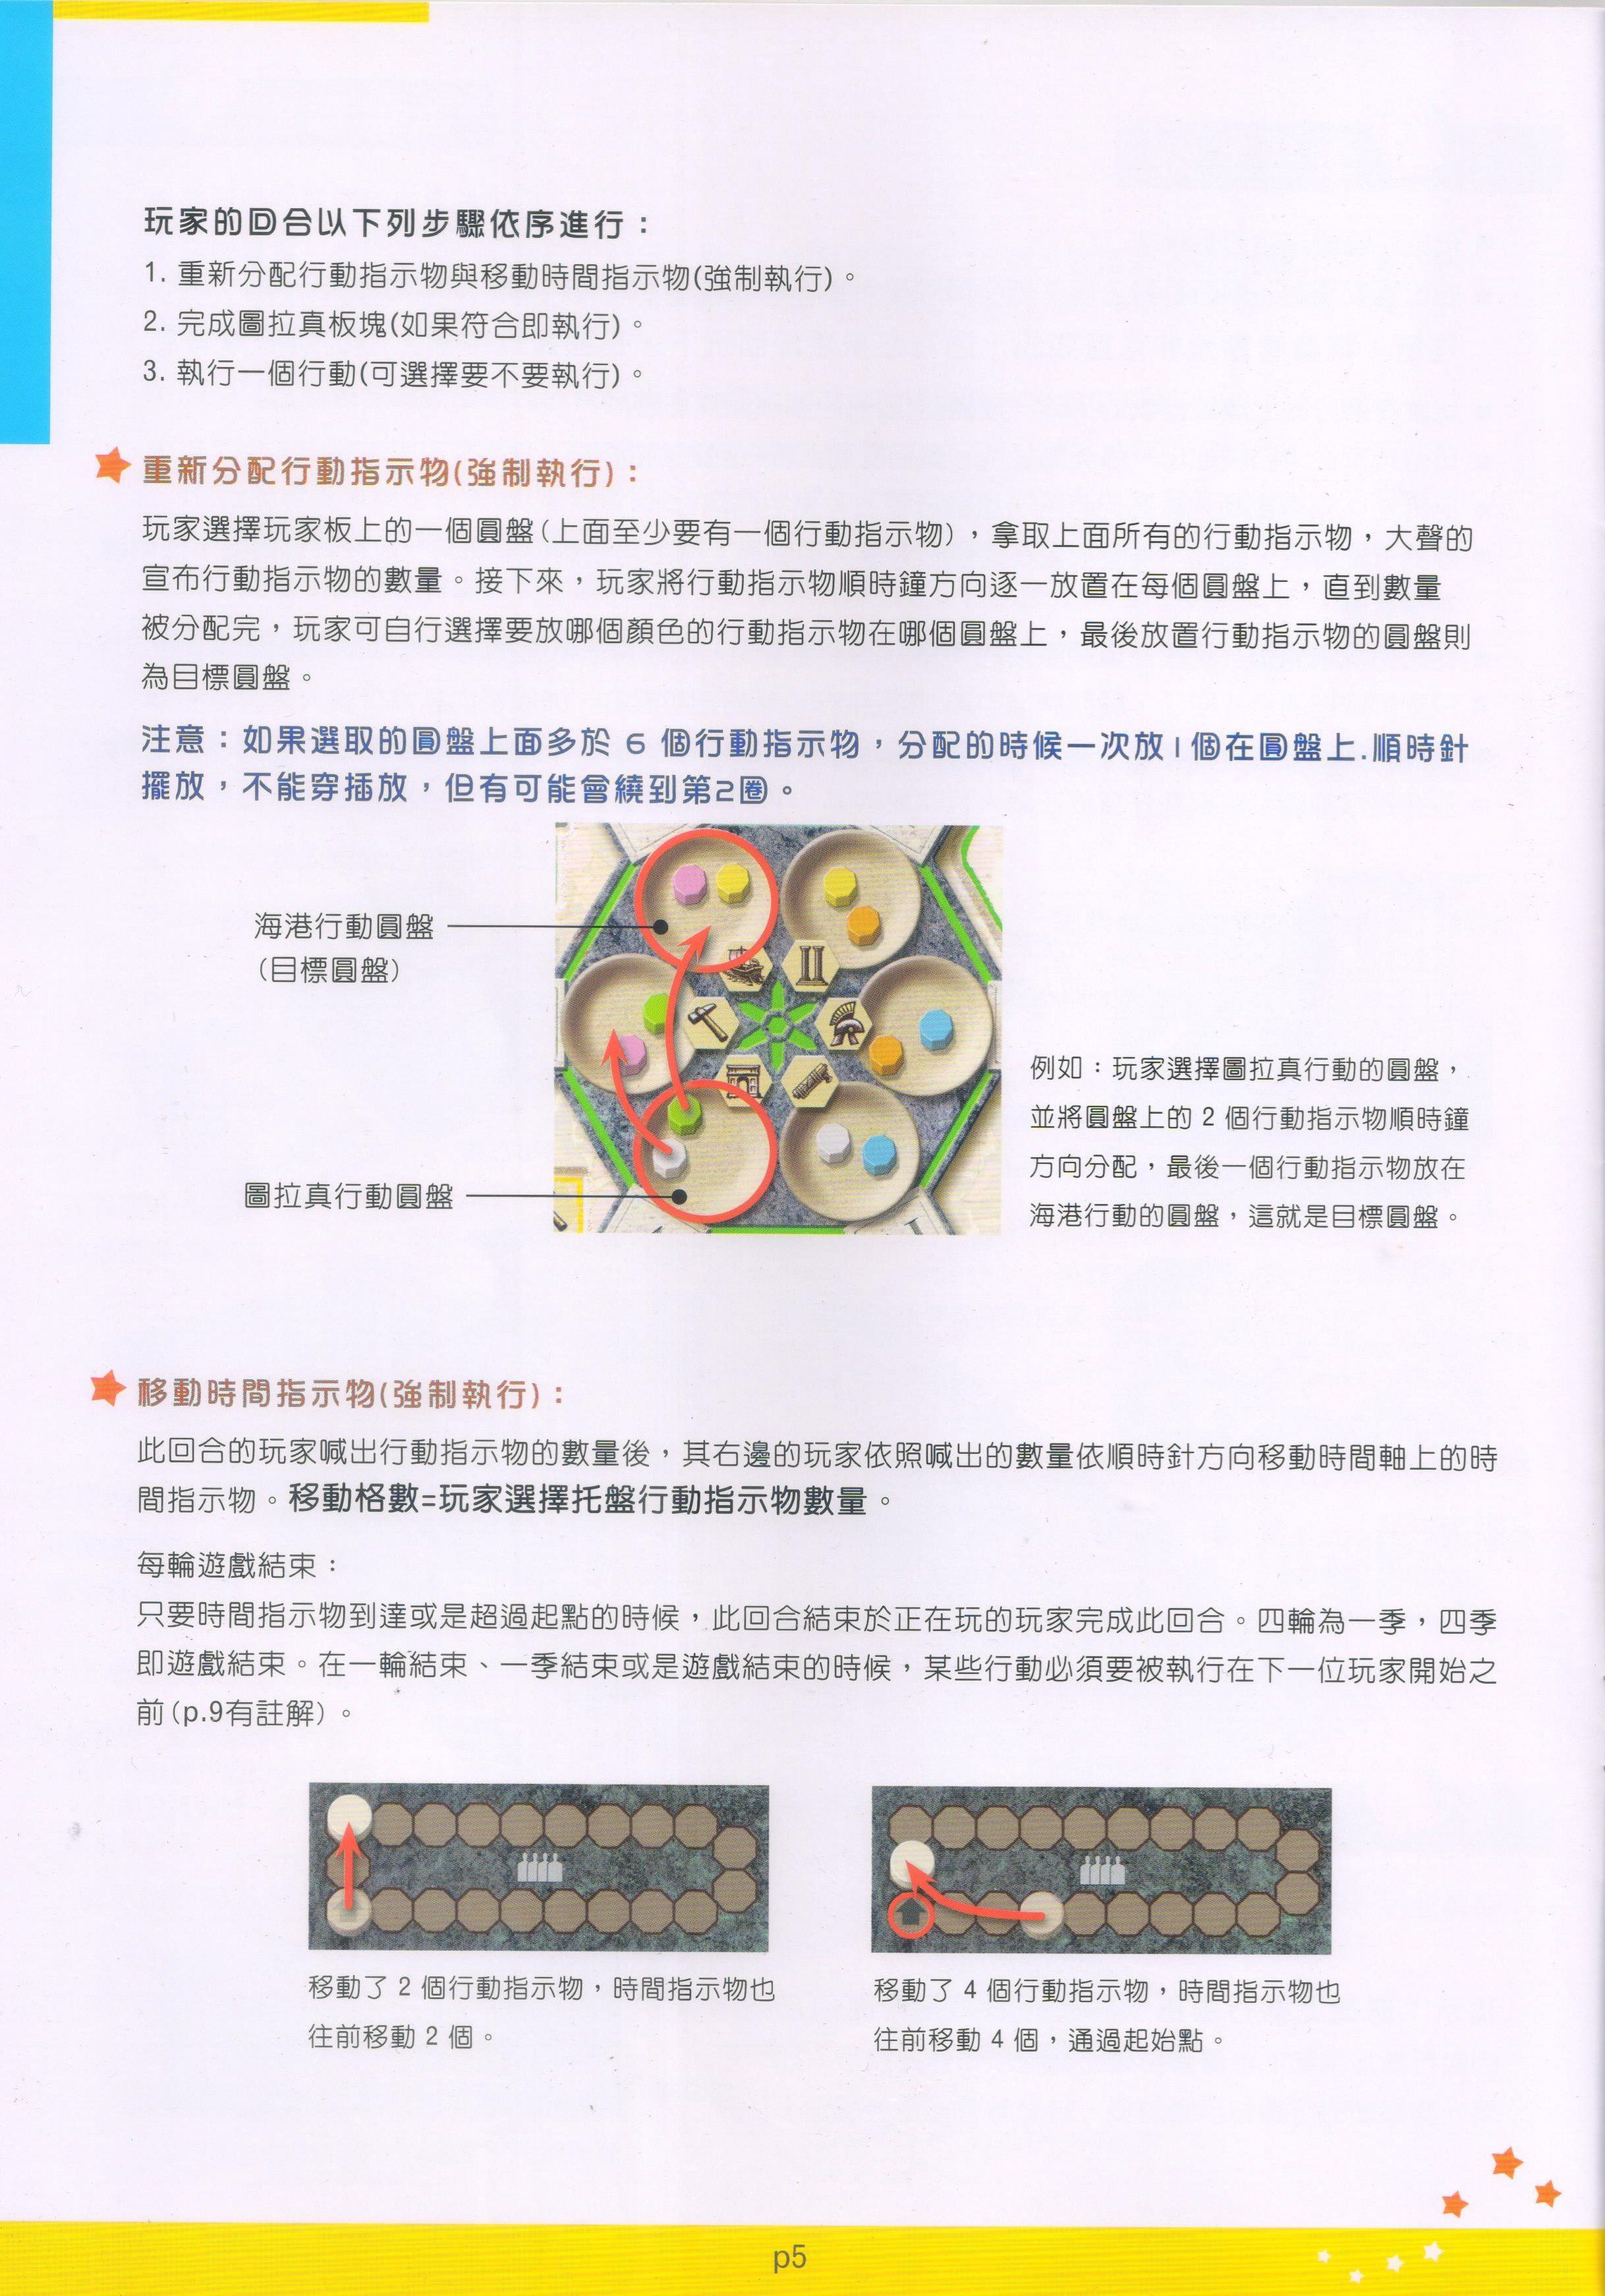 玩家的回合以下列步驟依序進行：
1. 重新分配行動指示物與移動時間指示物(強制執行)。
2. 完成圖拉真板塊(如果符合即執行)。
3. 執行一個行動(可選擇要不要執行)。
重新分配行動指示物(強制執行)：
玩家選擇玩家板上的一個圓盤(上面至少要有一個行動指示物)，拿取上面所有的行動指示物，大聲的
宣布行動指示物的數量。接下來，玩家將行動指示物順時鐘方向逐一放置在每個圓盤上，直到數量
被分配完，玩家可自行選擇要放哪個顏色的行動指示物在哪個圓盤上，最後放置行動指示物的圓盤則
為目標圓盤。
注意：如果選取的圓盤上面多於 6 個行動指示物，分配的時候一次放1個在圓盤上.順時針
擺放，不能穿插放，但有可能會繞到第2圈。
海港行動圓盤
(目標圓盤)
圖拉真行動圓盤
例如：玩家選擇圖拉真行動的圓盤，
並將圓盤上的 2 個行動指示物順時鐘
方向分配，最後一個行動指示物放在
海港行動的圓盤，這就是目標圓盤。
移動時間指示物(強制執行)：
此回合的玩家喊出行動指示物的數量後，其右邊的玩家依照喊出的數量依順時針方向移動時間軸上的時
間指示物。移動格數=玩家選擇托盤行動指示物數量。
每輪遊戲結束：
只要時間指示物到達或是超過起點的時候，此回合結束於正在玩的玩家完成此回合。四輪為一季，四季
即遊戲結束。在一輪結束、一季結束或是遊戲結束的時候，某些行動必須要被執行在下一位玩家開始之
前(p.9有註解)。
移動了 2 個行動指示物，時間指示物也
往前移動 2 個。
移動了 4 個行動指示物，時間指示物也
往前移動 4 個，通過起始點。
p5